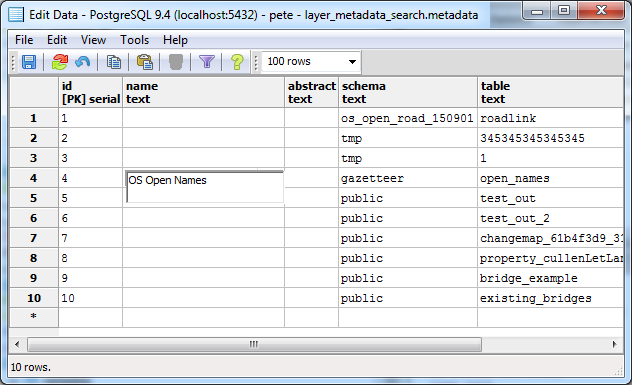 Edit Data - PostgreSQL 9.4 (localhost:5432) - pete - layer_metadata_search.metadata
File Edit View Tools Help
100 rows
id name abstract schema table
[PK] serial text text text text
1 1 os_open_road_150901 roadlink
2 2 tmp 345345345345345
3 3 tmp 1
4 4 OS Open Names gazetteer open_names
5 5 public test_out
6 6 public test_out_2
7 7 public changemap_61b4f3d9_31
8 8 public property_cullenLetLan
9 9 public bridge_example
10 10 public existing_bridges
*
10 rows.